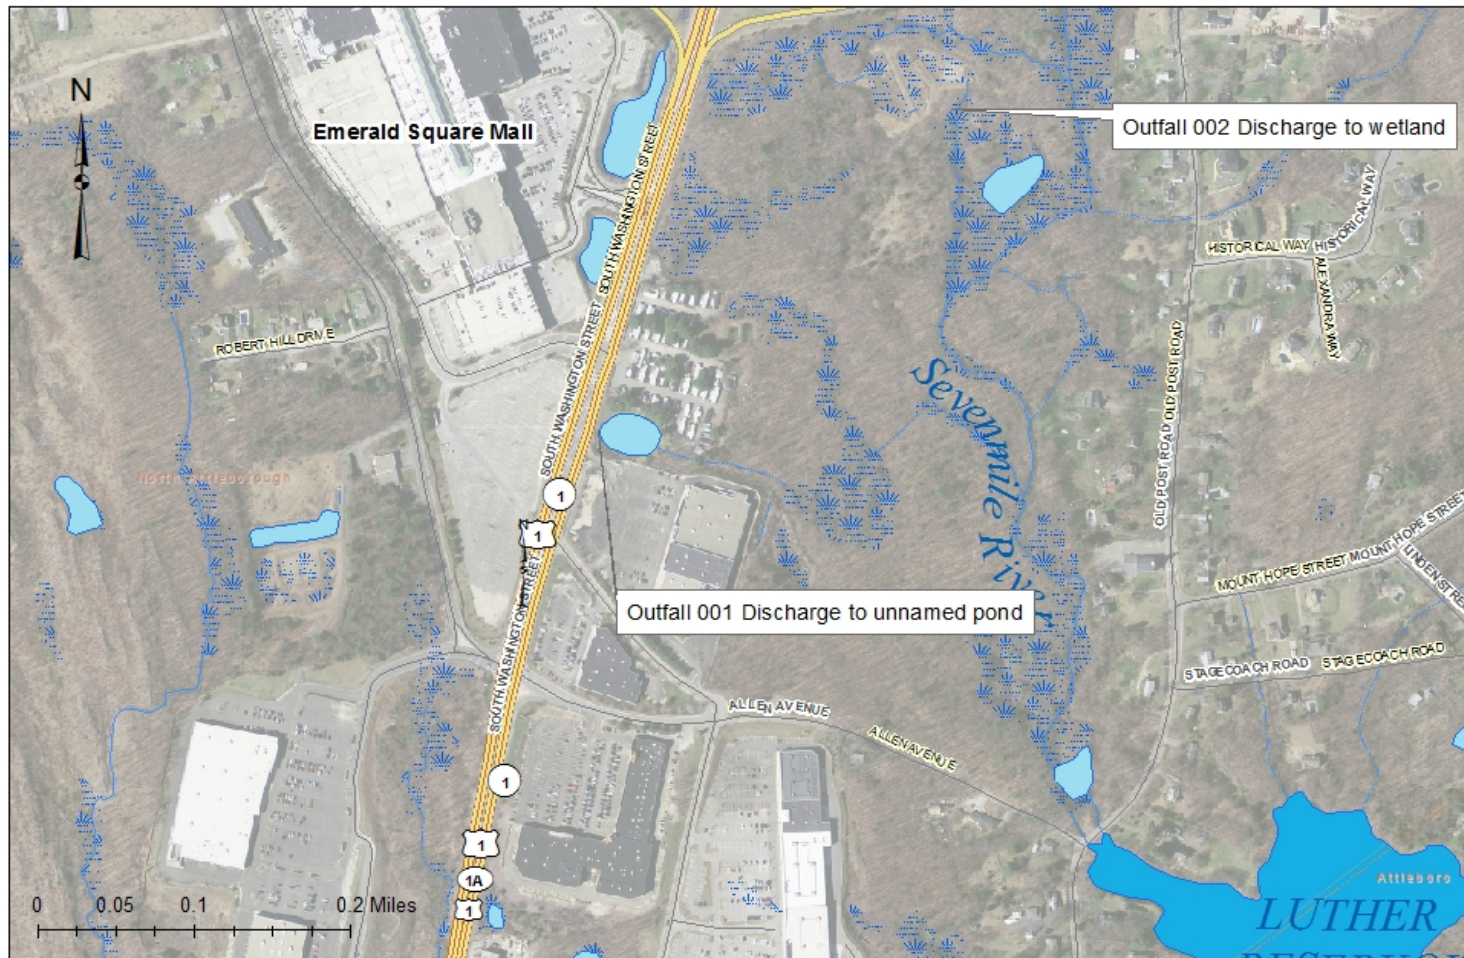 N
Emerald Square Mall
Outfall 002 Discharge to wetland
SOUTH WASHINGTON STREET
SOUTH WASHINGTON STREET
HISTORICAL WAY
HISTORICAL WAY
ALEXANDRA WAY
ROBERT HILL DRIVE
SOUTH WASHINGTON STREET
OLD POST ROAD
OLD POST ROAD
Sevenmile River
North Attleborough
1
1
MOUNT HOPE STREET
MOUNT HOPE STREET
Outfall 001 Discharge to unnamed pond
SOUTH WASHINGTON STREET
STAGECOACH ROAD
STAGECOACH ROAD
ALLEN AVENUE
ALLEN AVENUE
1
1
1A
1
Attleboro
0 0.05 0.1 0.2 Miles
LUTHER